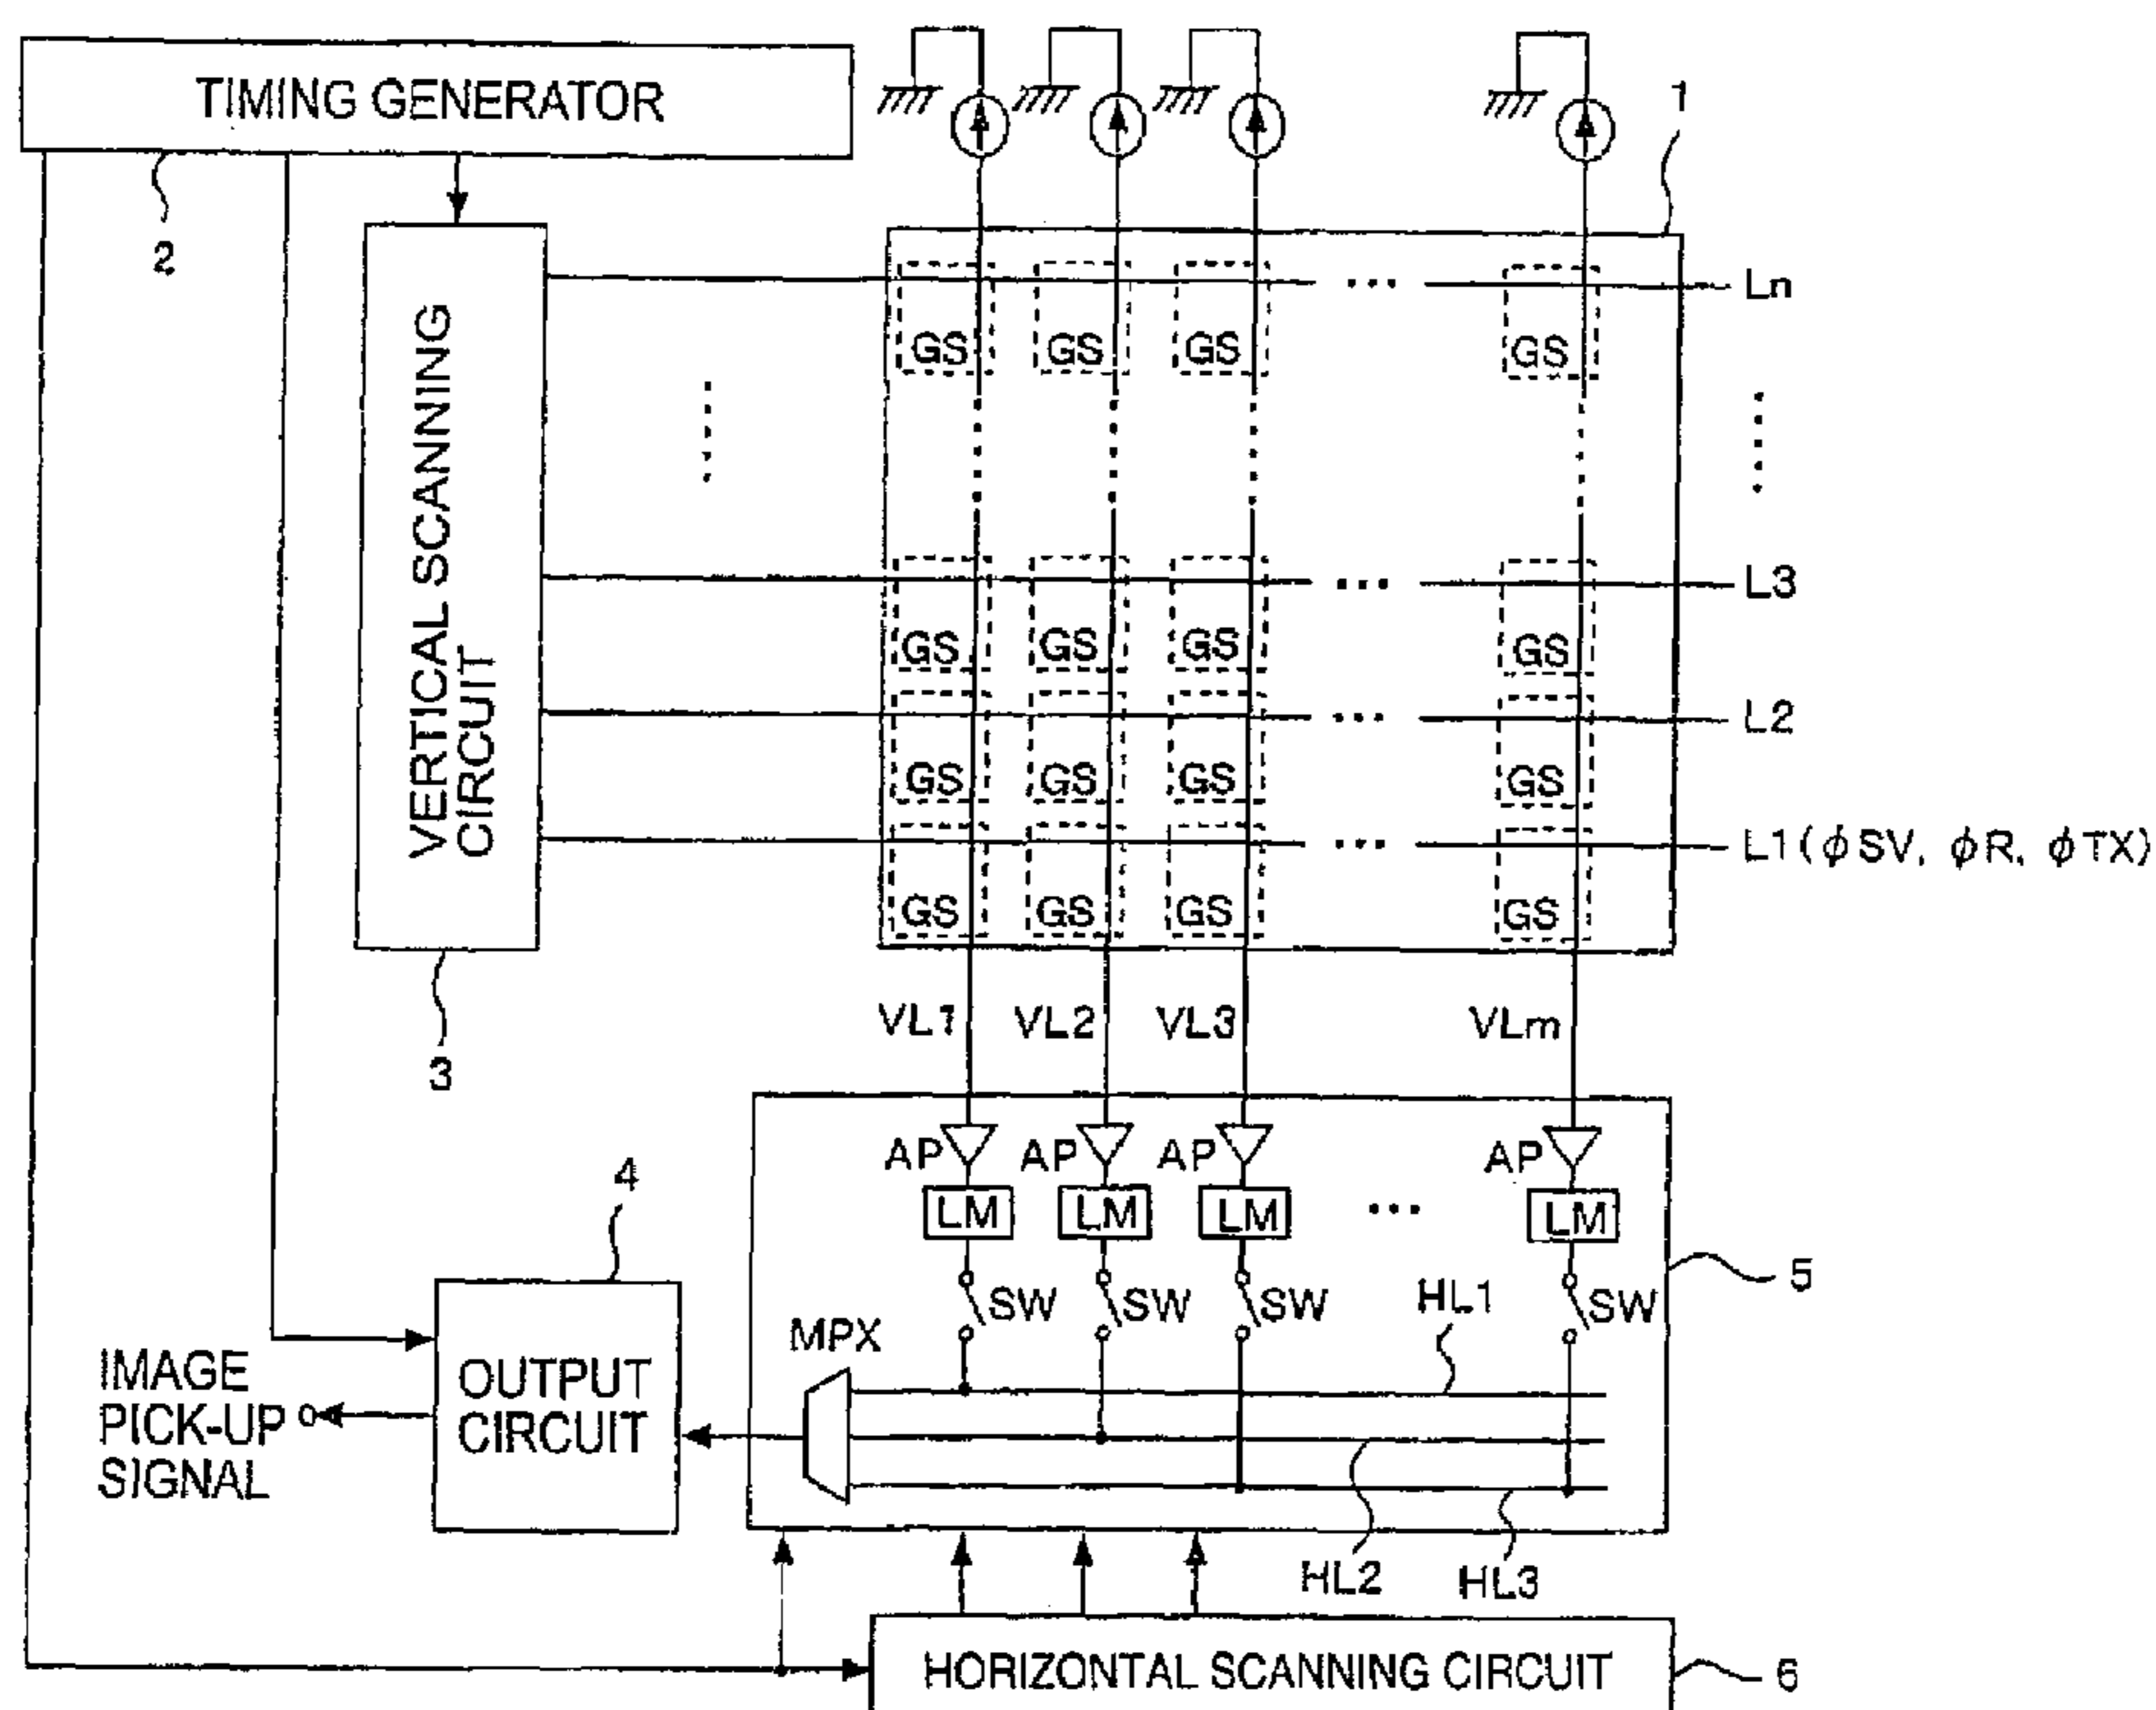 TIMING GENERATOR
2
1
VERTICAL SCANNING
CIRCUIT
3
GS GS GS ... GS Ln
GS GS GS ... GS L3
GS GS GS ... GS L2
GS GS GS ... GS L1 (ϕSV, ϕR, ϕTX)
VL1 VL2 VL3 VLm
AP AP AP AP
LM LM LM ... LM
5
SW SW SW HL1 SW
MPX
4
OUTPUT
CIRCUIT
IMAGE
PICK-UP
SIGNAL
HL2 HL3
HORIZONTAL SCANNING CIRCUIT
6